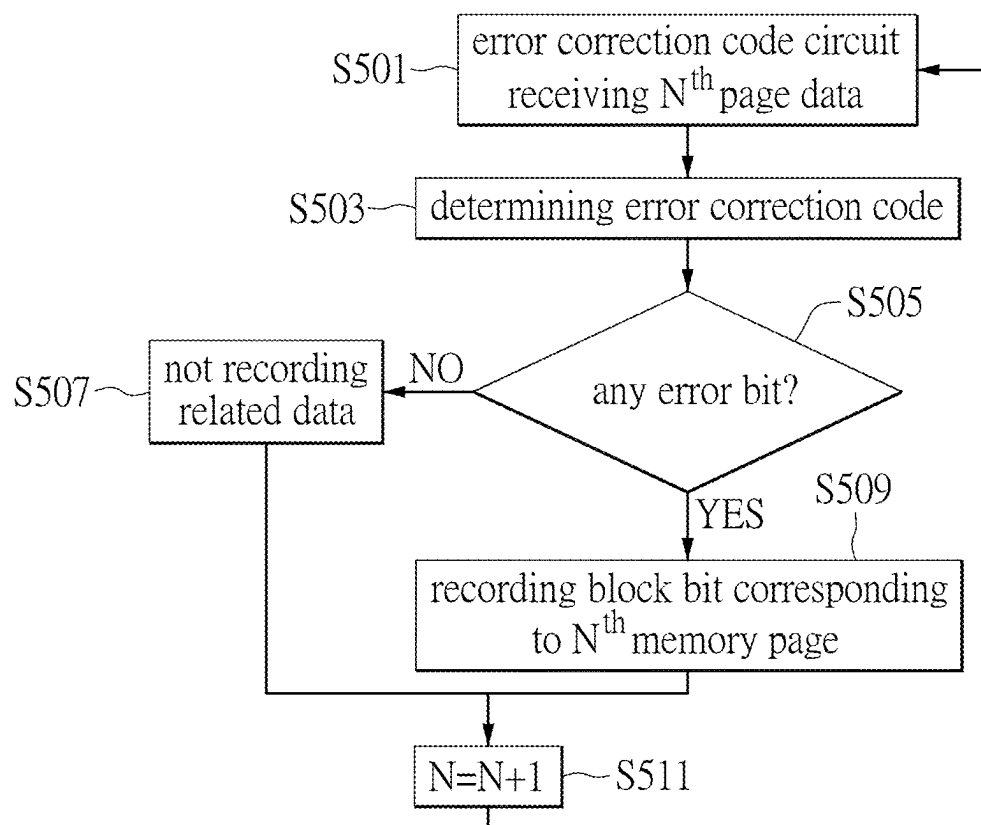 error correction code circuit
receiving Nth page data
S501
determining error correction code
S503
any error bit?
S505
NO
not recording
related data
S507
YES
S509
recording block bit corresponding
to Nth memory page
N=N+1
S511